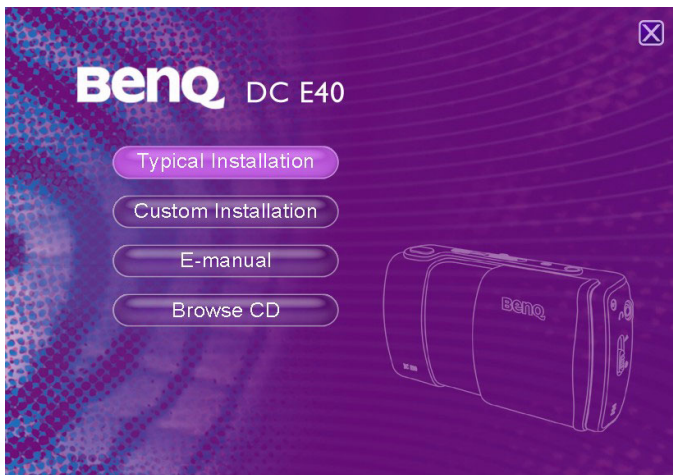 BenQ DC E40
Typical Installation
Custom Installation
E-manual
Browse CD
BenQ